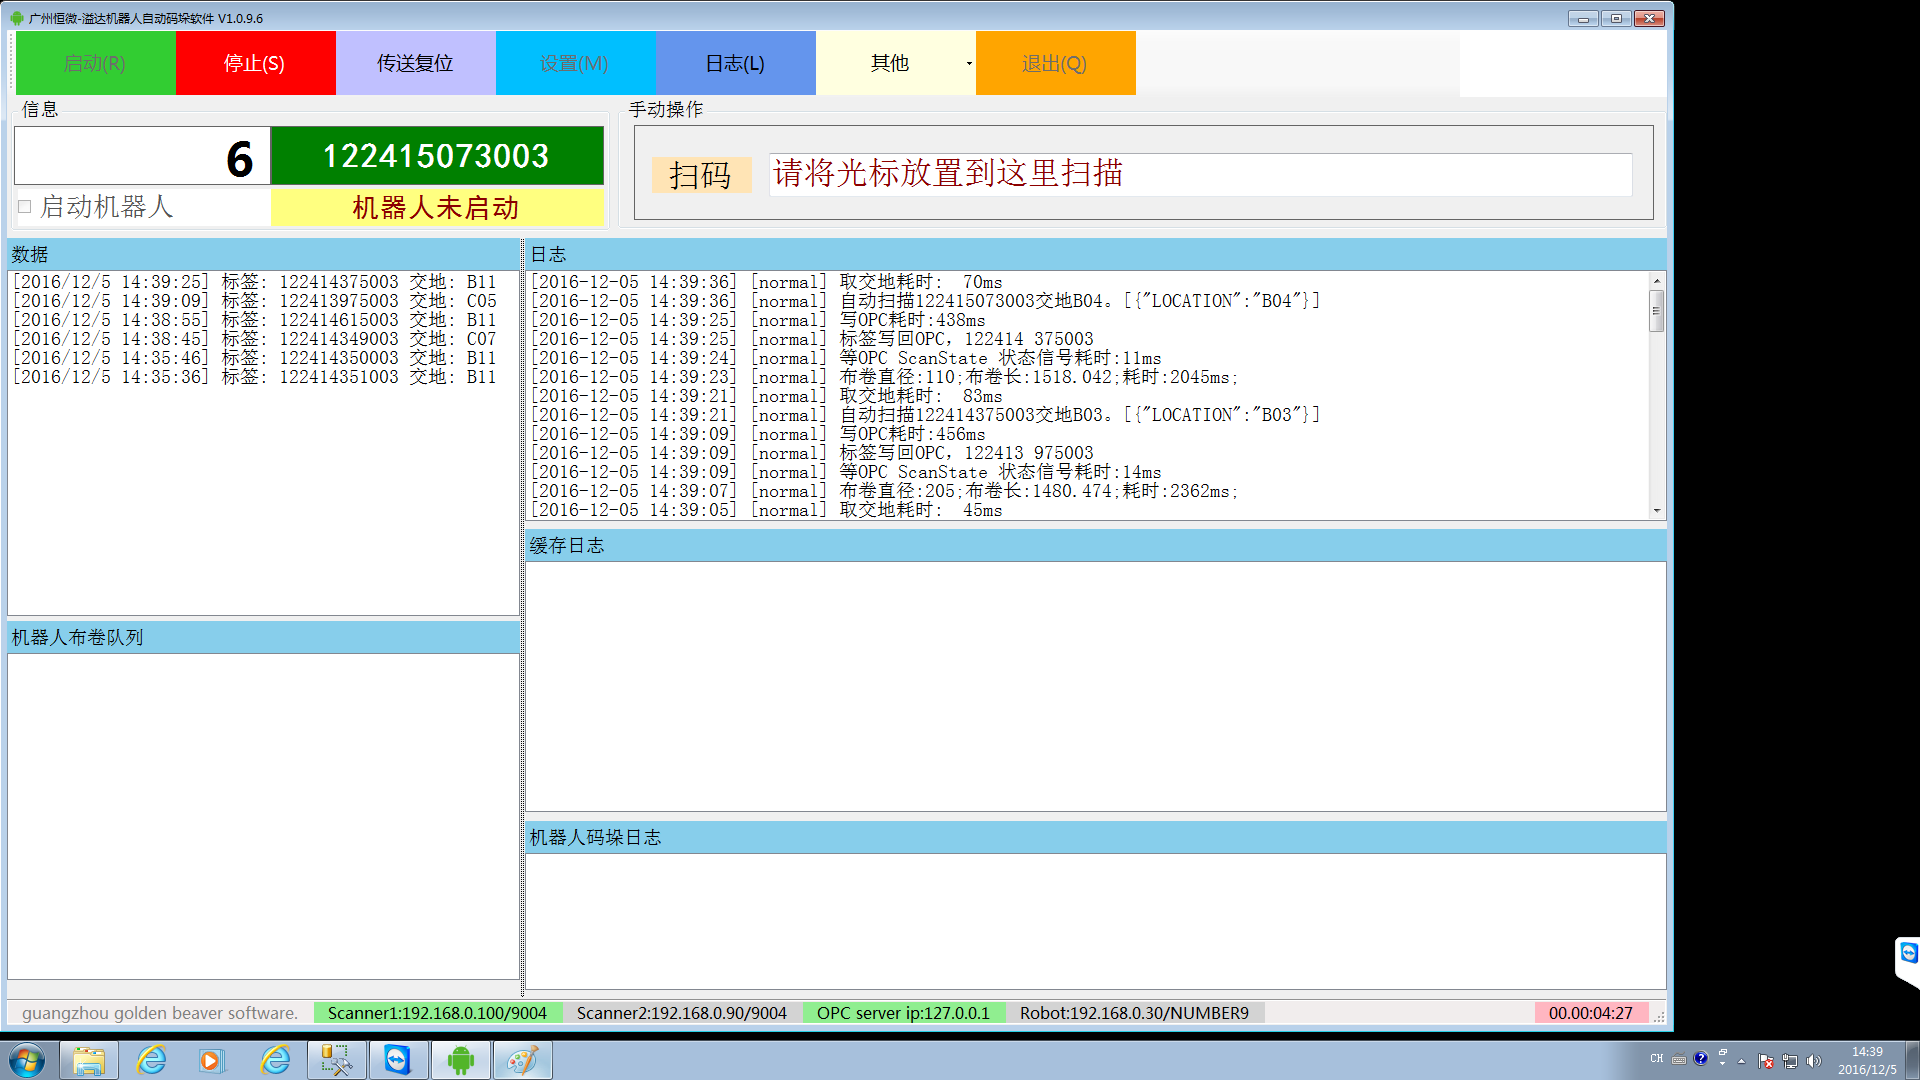 广州恒微-溢达机器人自动码垛软件 V1.0.9.6
启动(R) 停止(S) 传送复位 设置(M) 日志(L) 其他 退出(Q)
信息
6 122415073003
启动机器人 机器人未启动
手动操作
扫码 请将光标放置到这里扫描
数据
[2016/12/5 14:39:25] 标签: 122414375003 交地: B11
[2016/12/5 14:39:09] 标签: 122413975003 交地: C05
[2016/12/5 14:38:55] 标签: 122414615003 交地: B11
[2016/12/5 14:38:45] 标签: 122414349003 交地: C07
[2016/12/5 14:35:46] 标签: 122414350003 交地: B11
[2016/12/5 14:35:36] 标签: 122414351003 交地: B11
机器人布卷队列
日志
[2016-12-05 14:39:36] [normal] 取交地耗时: 70ms
[2016-12-05 14:39:36] [normal] 自动扫描122415073003交地B04。[{"LOCATION":"B04"}]
[2016-12-05 14:39:25] [normal] 写OPC耗时:438ms
[2016-12-05 14:39:25] [normal] 标签写回OPC, 122414 375003
[2016-12-05 14:39:24] [normal] 等OPC ScanState 状态信号耗时:11ms
[2016-12-05 14:39:23] [normal] 布卷直径:110;布卷长:1518.042;耗时:2045ms;
[2016-12-05 14:39:21] [normal] 取交地耗时: 83ms
[2016-12-05 14:39:21] [normal] 自动扫描122414375003交地B03。[{"LOCATION":"B03"}]
[2016-12-05 14:39:09] [normal] 写OPC耗时:456ms
[2016-12-05 14:39:09] [normal] 标签写回OPC, 122413 975003
[2016-12-05 14:39:09] [normal] 等OPC ScanState 状态信号耗时:14ms
[2016-12-05 14:39:07] [normal] 布卷直径:205;布卷长:1480.474;耗时:2362ms;
[2016-12-05 14:39:05] [normal] 取交地耗时: 45ms
缓存日志
机器人码垛日志
guangzhou golden beaver software. Scanner1:192.168.0.100/9004 Scanner2:192.168.0.90/9004 OPC server ip:127.0.0.1 Robot:192.168.0.30/NUMBER9 00.00:04:27
CH
14:39
2016/12/5